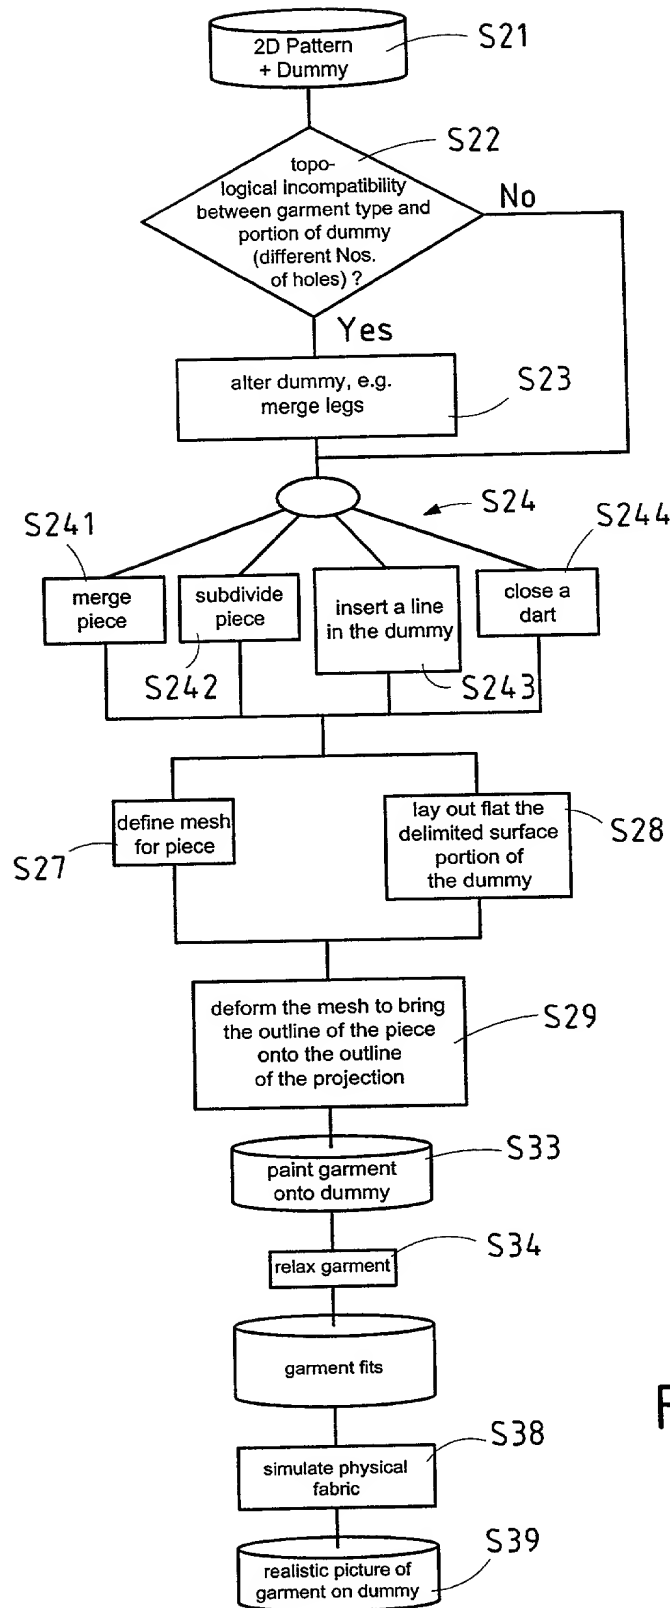 2D Pattern
+ Dummy
S21
S22
topo-
logical incompatibility
between garment type and
portion of dummy
(different Nos.
of holes) ?
No
Yes
alter dummy, e.g.
merge legs
S23
S24
S241
S244
merge
piece
subdivide
piece
insert a line
in the dummy
close a
dart
S242
S243
define mesh
for piece
lay out flat the
delimited surface
portion of
the dummy
S27
S28
deform the mesh to bring
the outline of the piece
onto the outline
of the projection
S29
paint garment
onto dummy
S33
relax garment
S34
garment fits
simulate physical
fabric
S38
realistic picture of
garment on dummy
S39